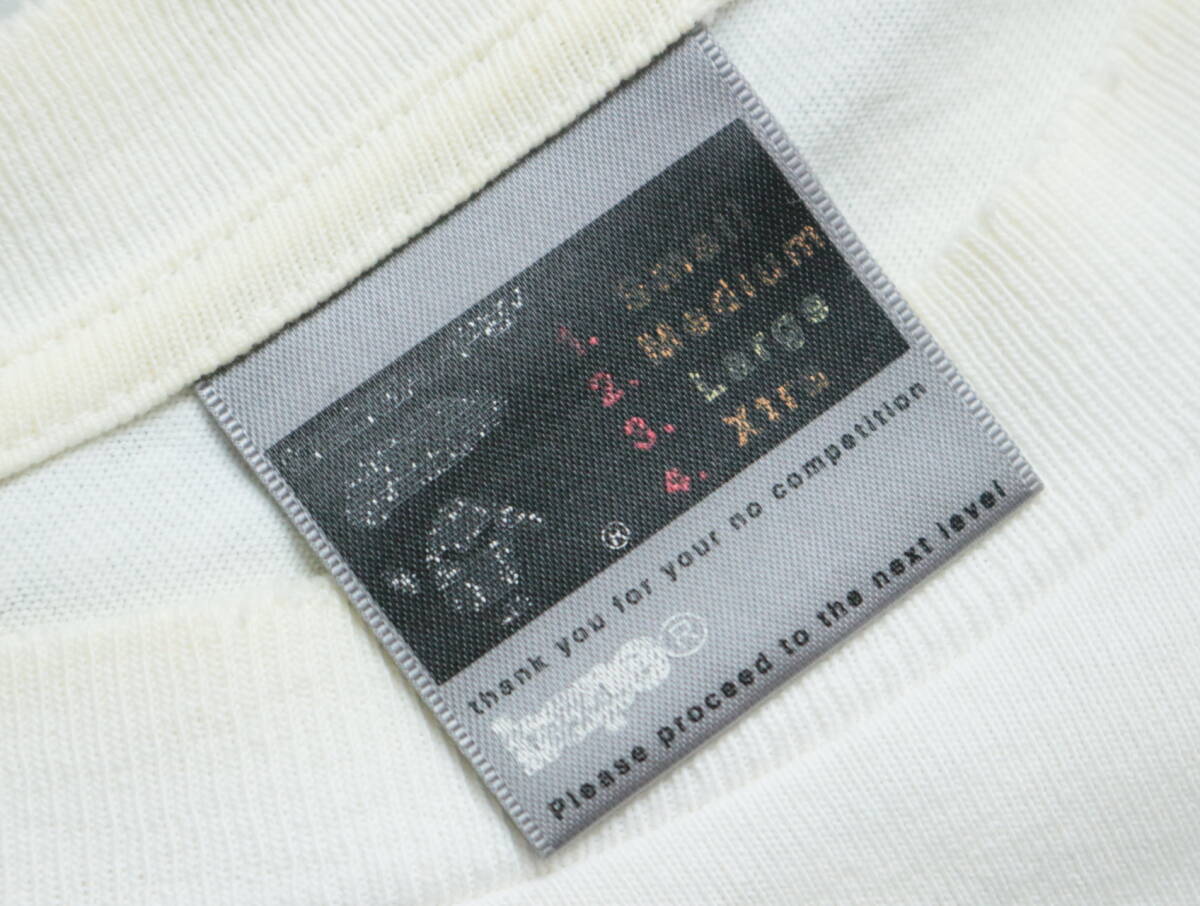 1. Small
2. Medium
3. Large
4.
®
thank you for your no competition
®
Please proceed to the next level